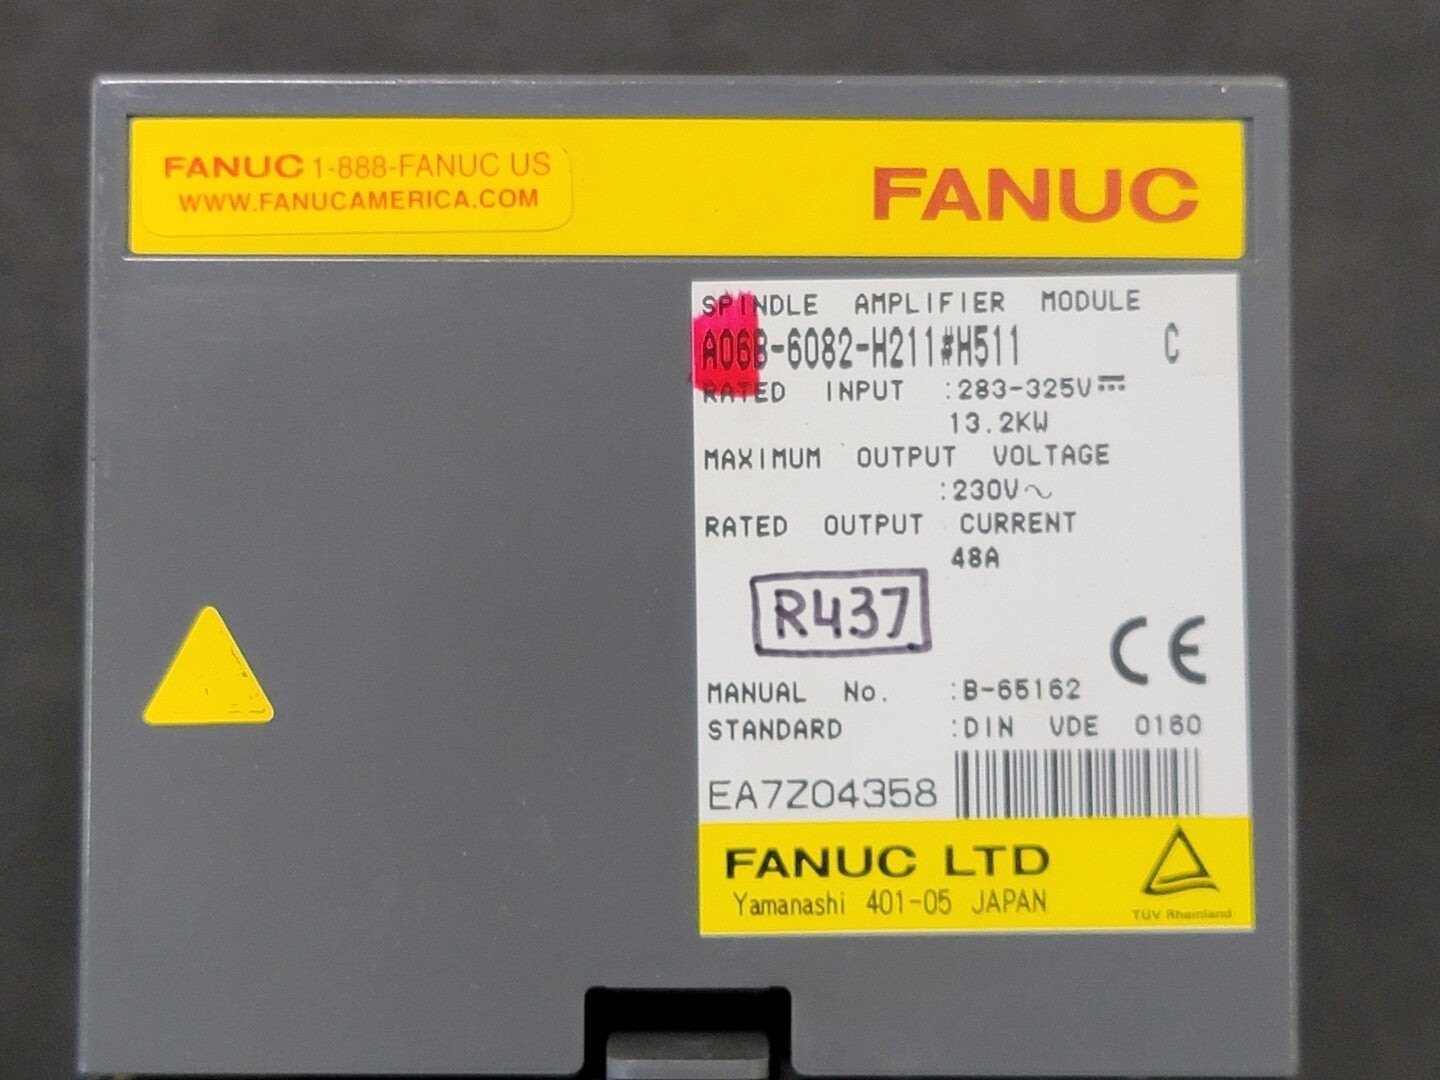 FANUC 1-888-FANUC US
WWW.FANUCAMERICA.COM
FANUC
SPINDLE AMPLIFIER MODULE
A06B-6082-H211#H511 C
RATED INPUT :283-325V⎓
13.2KW
MAXIMUM OUTPUT VOLTAGE
:230V~
RATED OUTPUT CURRENT
48A
R437
CE
MANUAL No. :B-65162
STANDARD :DIN VDE 0160
EA7Z04358
FANUC LTD
Yamanashi 401-05 JAPAN
TÜV Rheinland